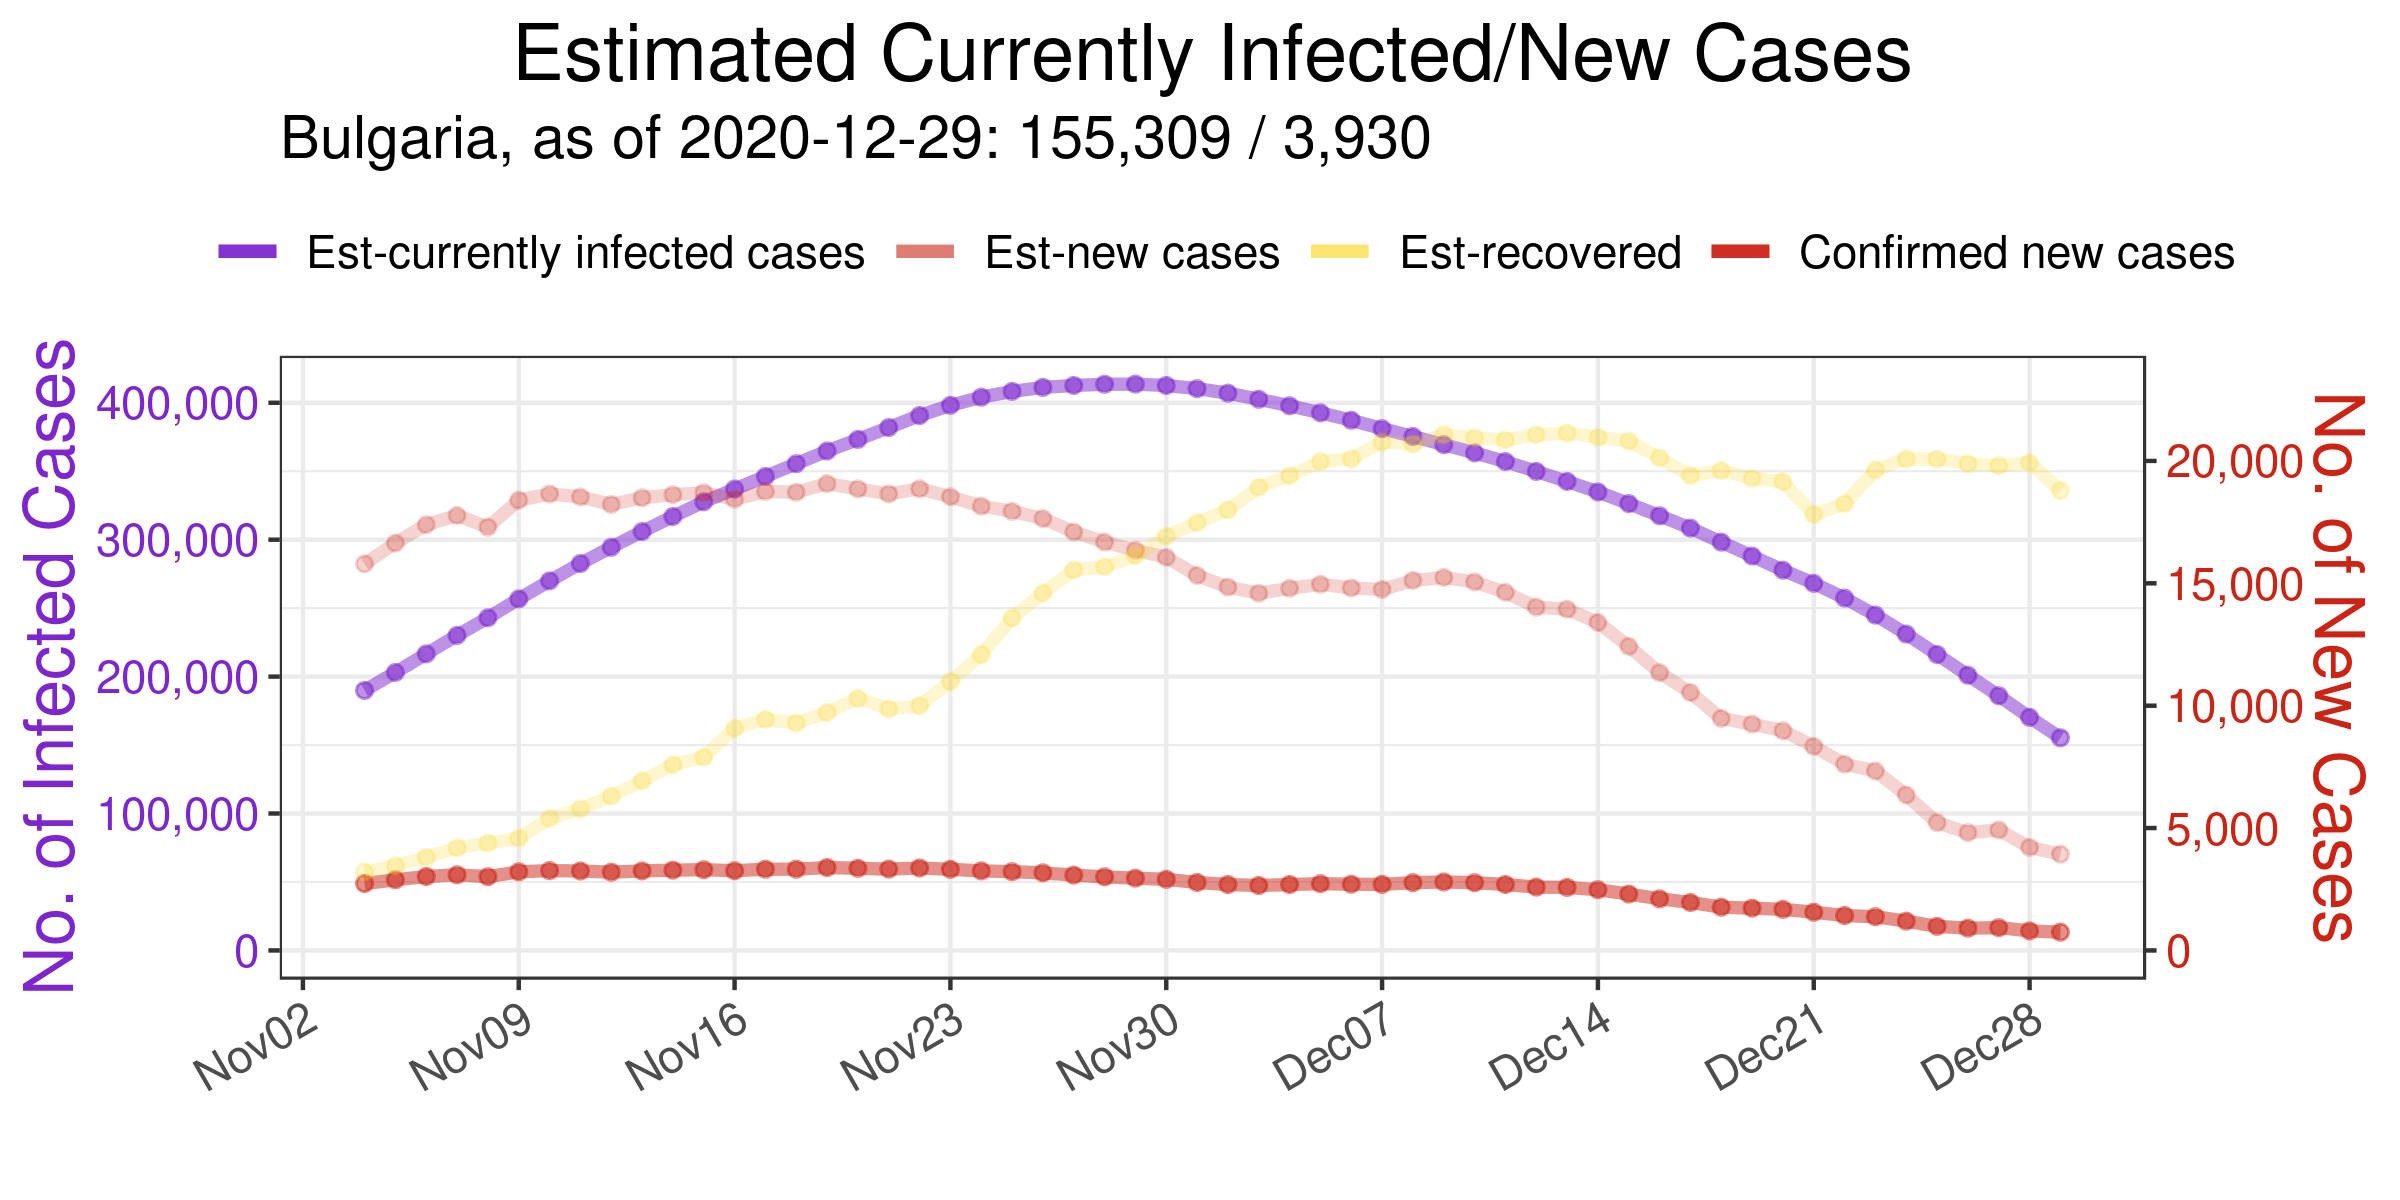 Estimated Currently Infected/New Cases
Bulgaria, as of 2020-12-29: 155,309 / 3,930
Est-currently infected cases Est-new cases Est-recovered Confirmed new cases
No. of Infected Cases
400,000
300,000
200,000
100,000
0
20,000
15,000
10,000
5,000
0
No. of New Cases
Nov02 Nov09 Nov16 Nov23 Nov30 Dec07 Dec14 Dec21 Dec28